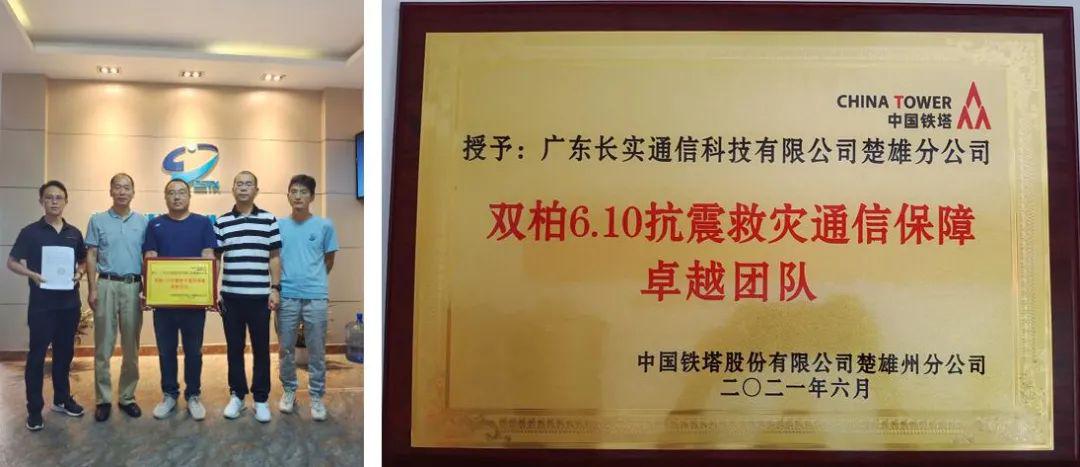 CHINA TOWER
中国铁塔
授予：广东长实通信科技有限公司楚雄分公司
双柏6.10抗震救灾通信保障
卓越团队
中国铁塔股份有限公司楚雄州分公司
二〇二一年六月